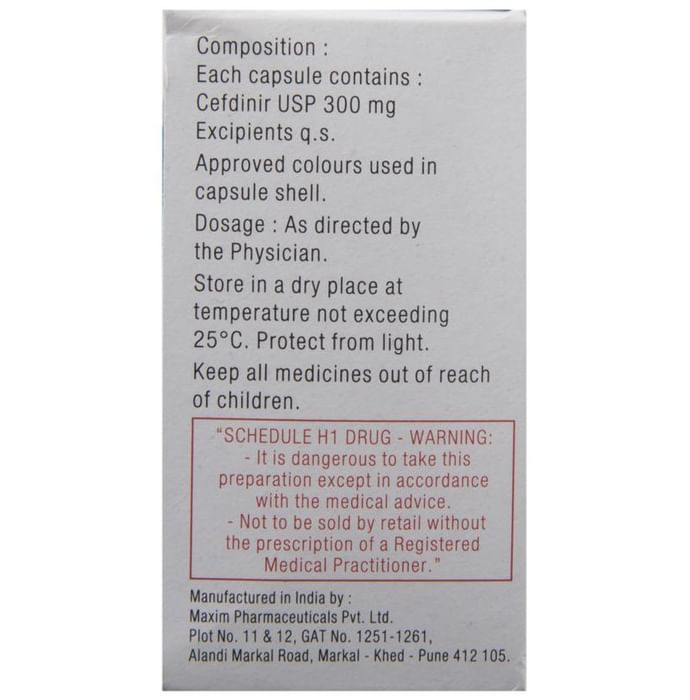 Composition :
Each capsule contains :
Cefdinir USP 300 mg
Excipients q.s.
Approved colours used in
capsule shell.
Dosage : As directed by
the Physician.
Store in a dry place at
temperature not exceeding
25°C. Protect from light.
Keep all medicines out of reach
of children.
"SCHEDULE H1 DRUG - WARNING:
- It is dangerous to take this
preparation except in accordance
with the medical advice.
- Not to be sold by retail without
the prescription of a Registered
Medical Practitioner."
Manufactured in India by :
Maxim Pharmaceuticals Pvt. Ltd.
Plot No. 11 & 12, GAT No. 1251-1261,
Alandi Markal Road, Markal - Khed - Pune 412 105.